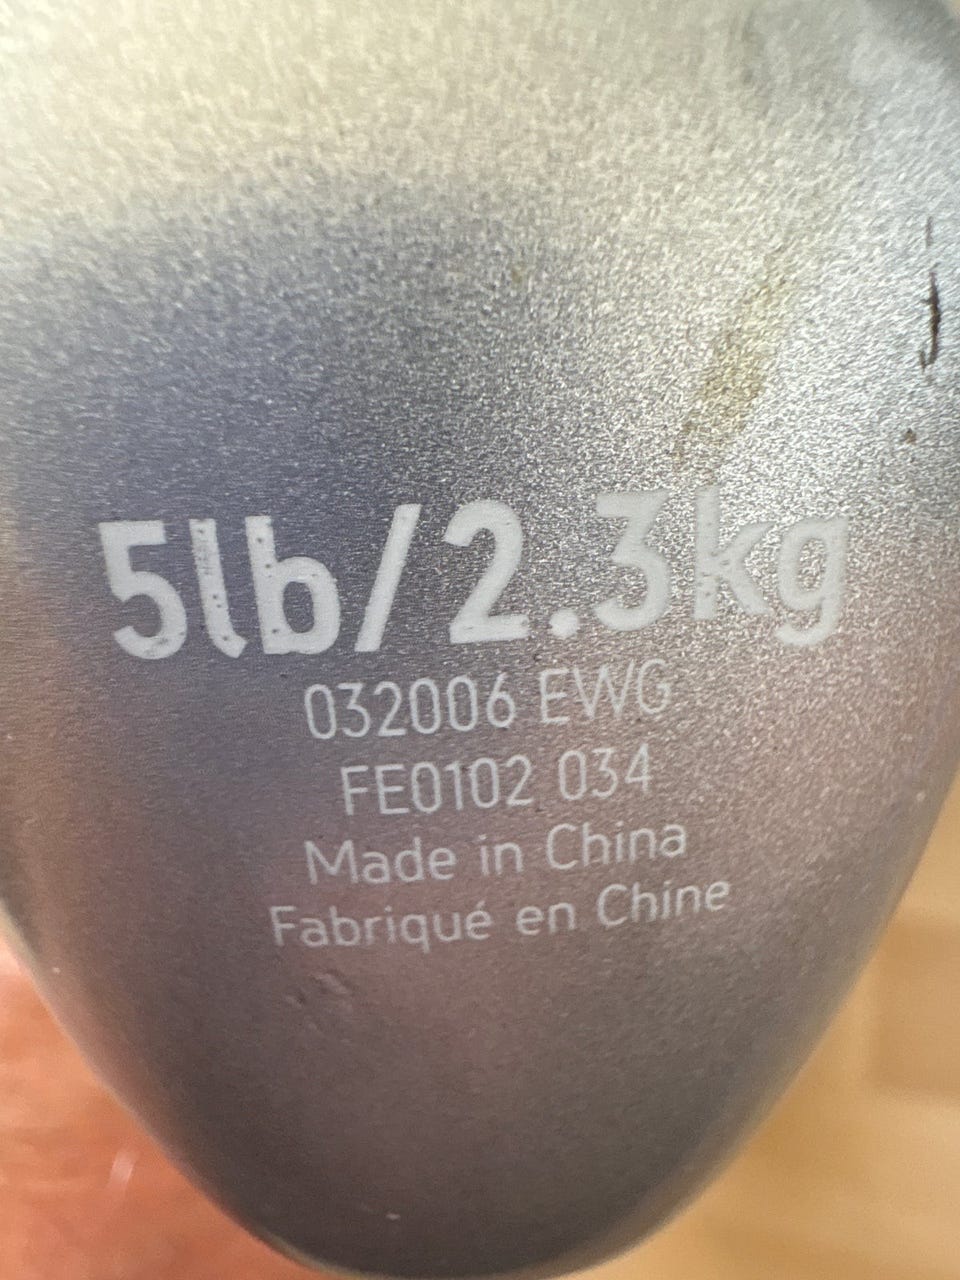 5lb/2.3kg
032006 EWG
FE0102 034
Made in China
Fabriqué en Chine